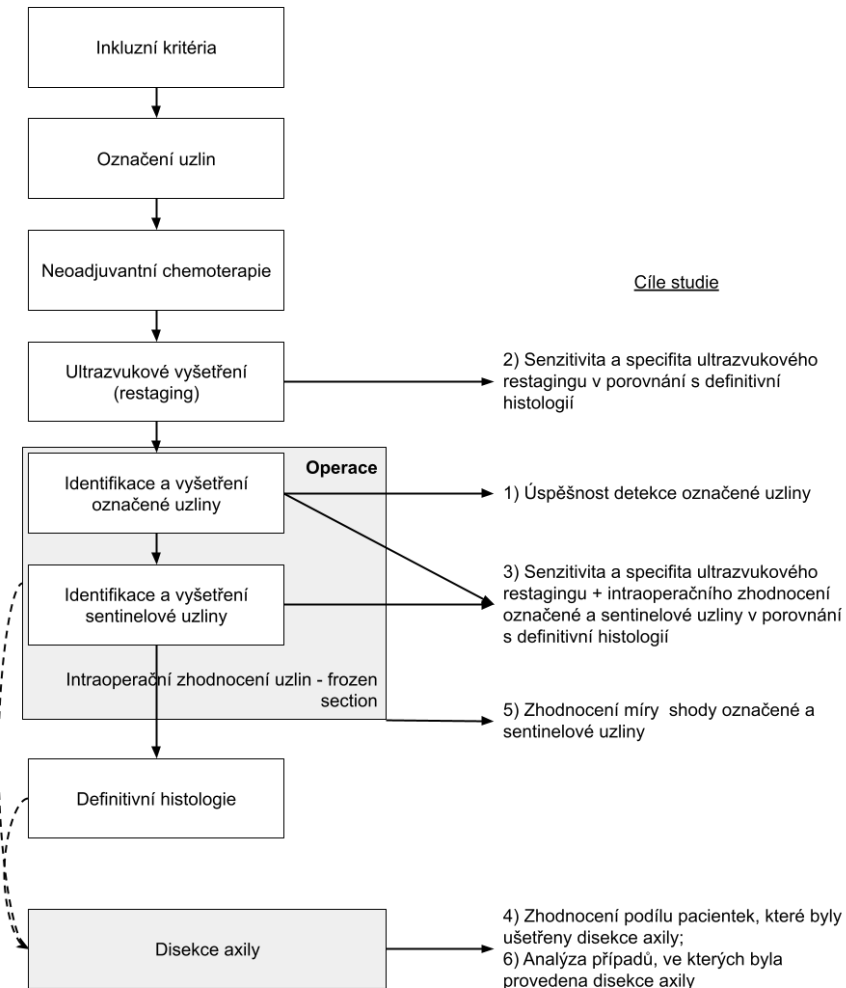 Inkluzní kritéria
Označení uzlin
Neoadjuvantní chemoterapie
Cíle studie
Ultrazvukové vyšetření
(restaging)
2) Senzitivita a specifita ultrazvukového
restagingu v porovnání s definitivní
histologií
Operace
Identifikace a vyšetření
označené uzliny
1) Úspěšnost detekce označené uzliny
Identifikace a vyšetření
sentinelové uzliny
3) Senzitivita a specifita ultrazvukového
restagingu + intraoperačního zhodnocení
označené a sentinelové uzliny v porovnání
s definitivní histologií
Intraoperační zhodnocení uzlin - frozen
section
5) Zhodnocení míry shody označené a
sentinelové uzliny
Definitivní histologie
Disekce axily
4) Zhodnocení podílu pacientek, které byly
ušetřeny disekce axily;
6) Analýza případů, ve kterých byla
provedena disekce axily